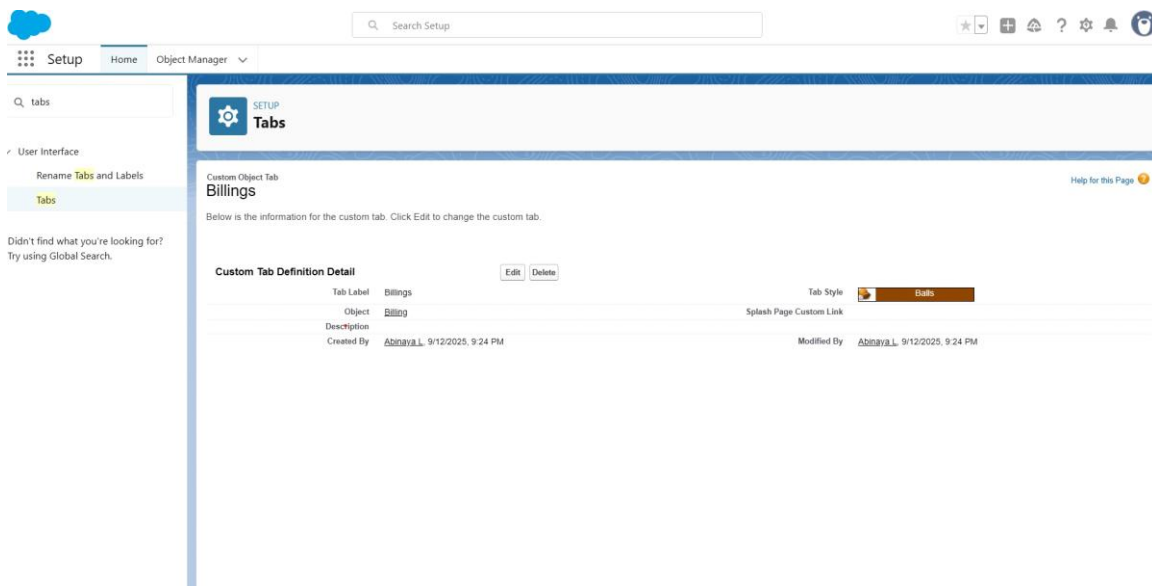 Search Setup
Setup
Home
Object Manager
tabs
SETUP
Tabs
User Interface
Rename Tabs and Labels
Tabs
Didn't find what you're looking for?
Try using Global Search.
Custom Object Tab
Billings
Help for this Page
Below is the information for the custom tab. Click Edit to change the custom tab.
Custom Tab Definition Detail
Edit
Delete
Tab Label Billings
Tab Style Balls
Object Billing
Splash Page Custom Link
Description
Created By Abinaya L, 9/12/2025, 9:24 PM
Modified By Abinaya L, 9/12/2025, 9:24 PM